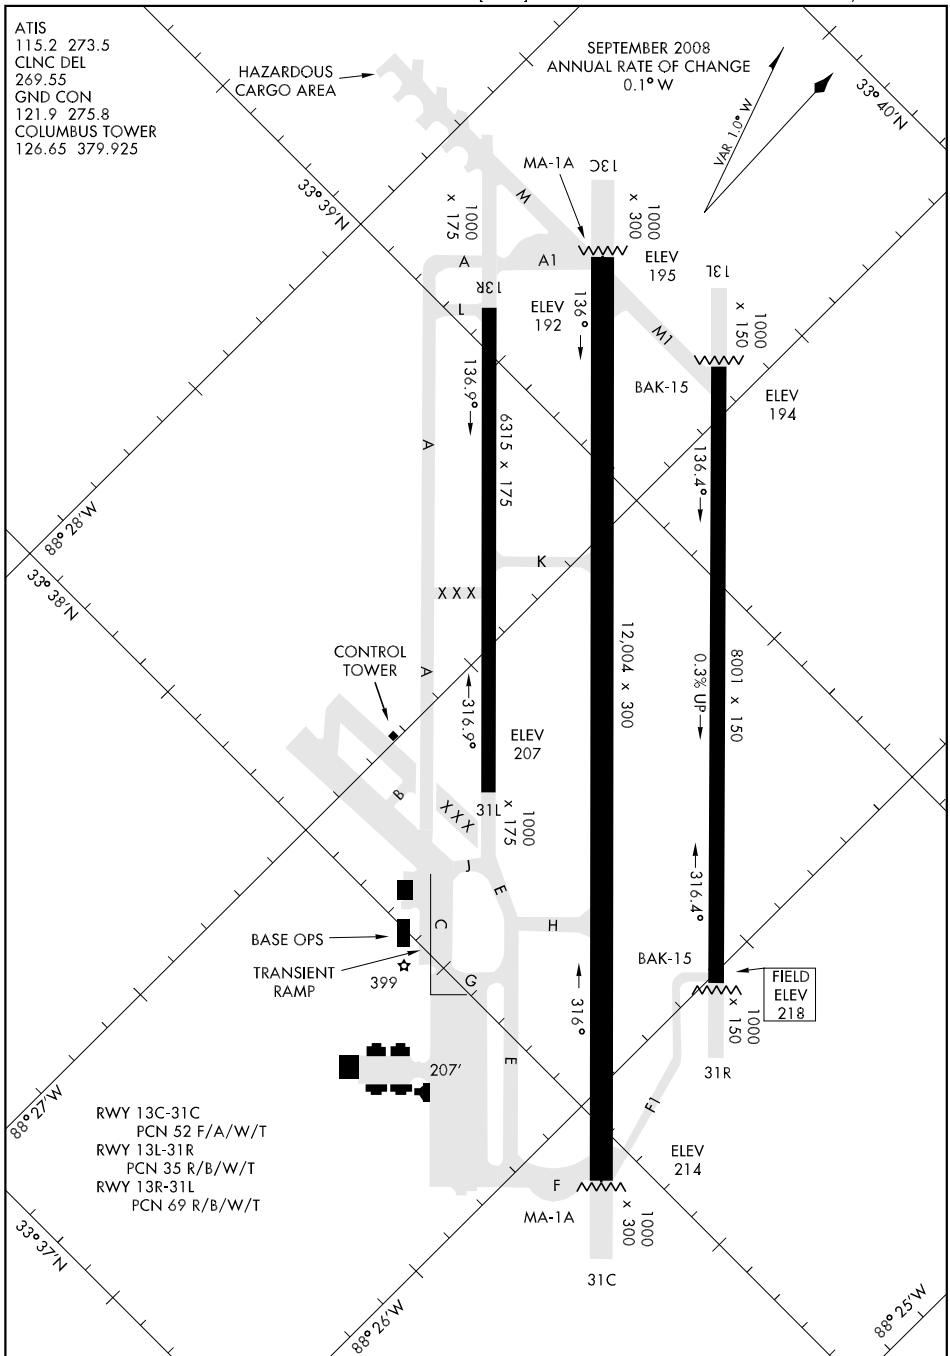 ATIS
115.2 273.5
CLNC DEL
269.55
GND CON
121.9 275.8
COLUMBUS TOWER
126.65 379.925
HAZARDOUS
CARGO AREA
SEPTEMBER 2008
ANNUAL RATE OF CHANGE
0.1° W
VAR 1.0° W
33° 40'N
33° 39'N
MA-1A
13C
1000
x 300
M
1000
x 175
A
A1
ELEV
195
13L
1000
x 150
13R
L
ELEV
192
136°
M1
BAK-15
ELEV
194
136.9°
6315 x 175
A
136.4°
88° 28'W
33° 38'N
K
X X X
CONTROL
TOWER
A
12,004 x 300
0.3% UP
8001 x 150
316.9°
ELEV
207
B
X X X
31L
1000
x 175
J
E
316.4°
C
H
BASE OPS
TRANSIENT
RAMP
399
G
316°
BAK-15
FIELD
ELEV
218
1000
x 150
31R
207'
E
F1
88° 27'W
RWY 13C-31C
PCN 52 F/A/W/T
RWY 13L-31R
PCN 35 R/B/W/T
RWY 13R-31L
PCN 69 R/B/W/T
ELEV
214
F
MA-1A
1000
x 300
31C
33° 37'N
88° 26'W
88° 25'W